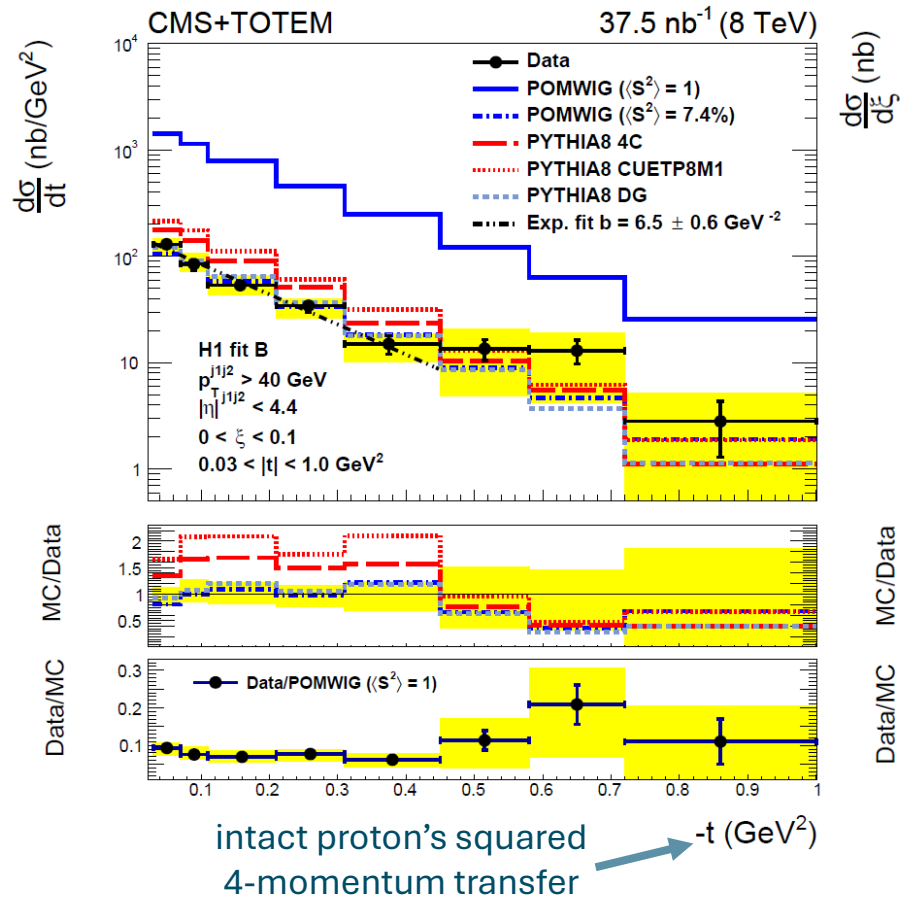 CMS+TOTEM 37.5 nb⁻¹ (8 TeV)
dσ/dt (nb/GeV²)
dσ/dξ (nb)
10⁴
10³
10²
10
1
Data
POMWIG (⟨S²⟩ = 1)
POMWIG (⟨S²⟩ = 7.4%)
PYTHIA8 4C
PYTHIA8 CUETP8M1
PYTHIA8 DG
Exp. fit b = 6.5 ± 0.6 GeV⁻²
H1 fit B
p_T^{j1j2} > 40 GeV
|η|^{j1j2} < 4.4
0 < ξ < 0.1
0.03 < |t| < 1.0 GeV²
MC/Data
2
1.5
1
0.5
MC/Data
Data/MC
0.3
0.2
0.1
Data/POMWIG (⟨S²⟩ = 1)
Data/MC
0.1 0.2 0.3 0.4 0.5 0.6 0.7 0.8 0.9 1
-t (GeV²)
intact proton's squared
4-momentum transfer